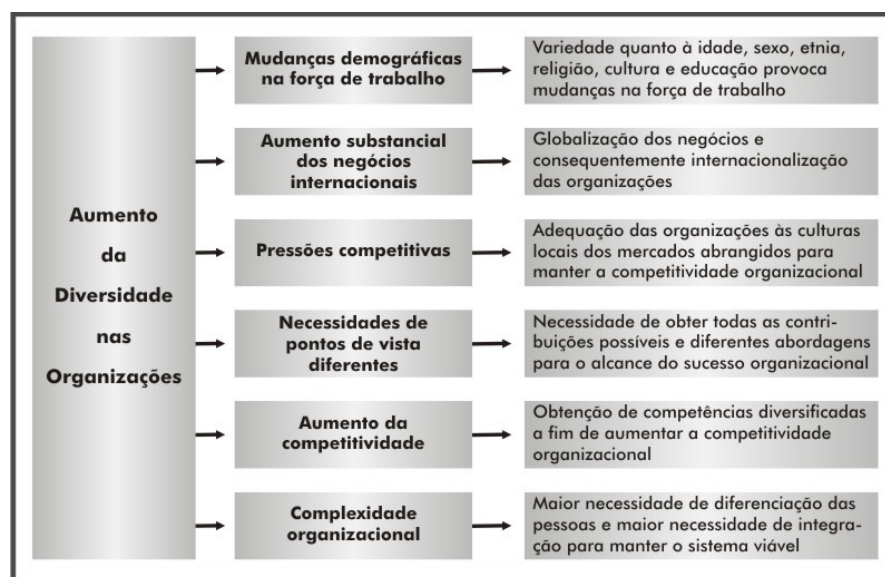 Aumento
da
Diversidade
nas
Organizações
Mudanças demográficas
na força de trabalho
Variedade quanto à idade, sexo, etnia,
religião, cultura e educação provoca
mudanças na força de trabalho
Aumento substancial
dos negócios
internacionais
Globalização dos negócios e
consequentemente internacionalização
das organizações
Pressões competitivas
Adequação das organizações às culturas
locais dos mercados abrangidos para
manter a competitividade organizacional
Necessidades de
pontos de vista
diferentes
Necessidade de obter todas as contri-
buições possíveis e diferentes abordagens
para o alcance do sucesso organizacional
Aumento da
competitividade
Obtenção de competências diversificadas
a fim de aumentar a competitividade
organizacional
Complexidade
organizacional
Maior necessidade de diferenciação das
pessoas e maior necessidade de integra-
ção para manter o sistema viável